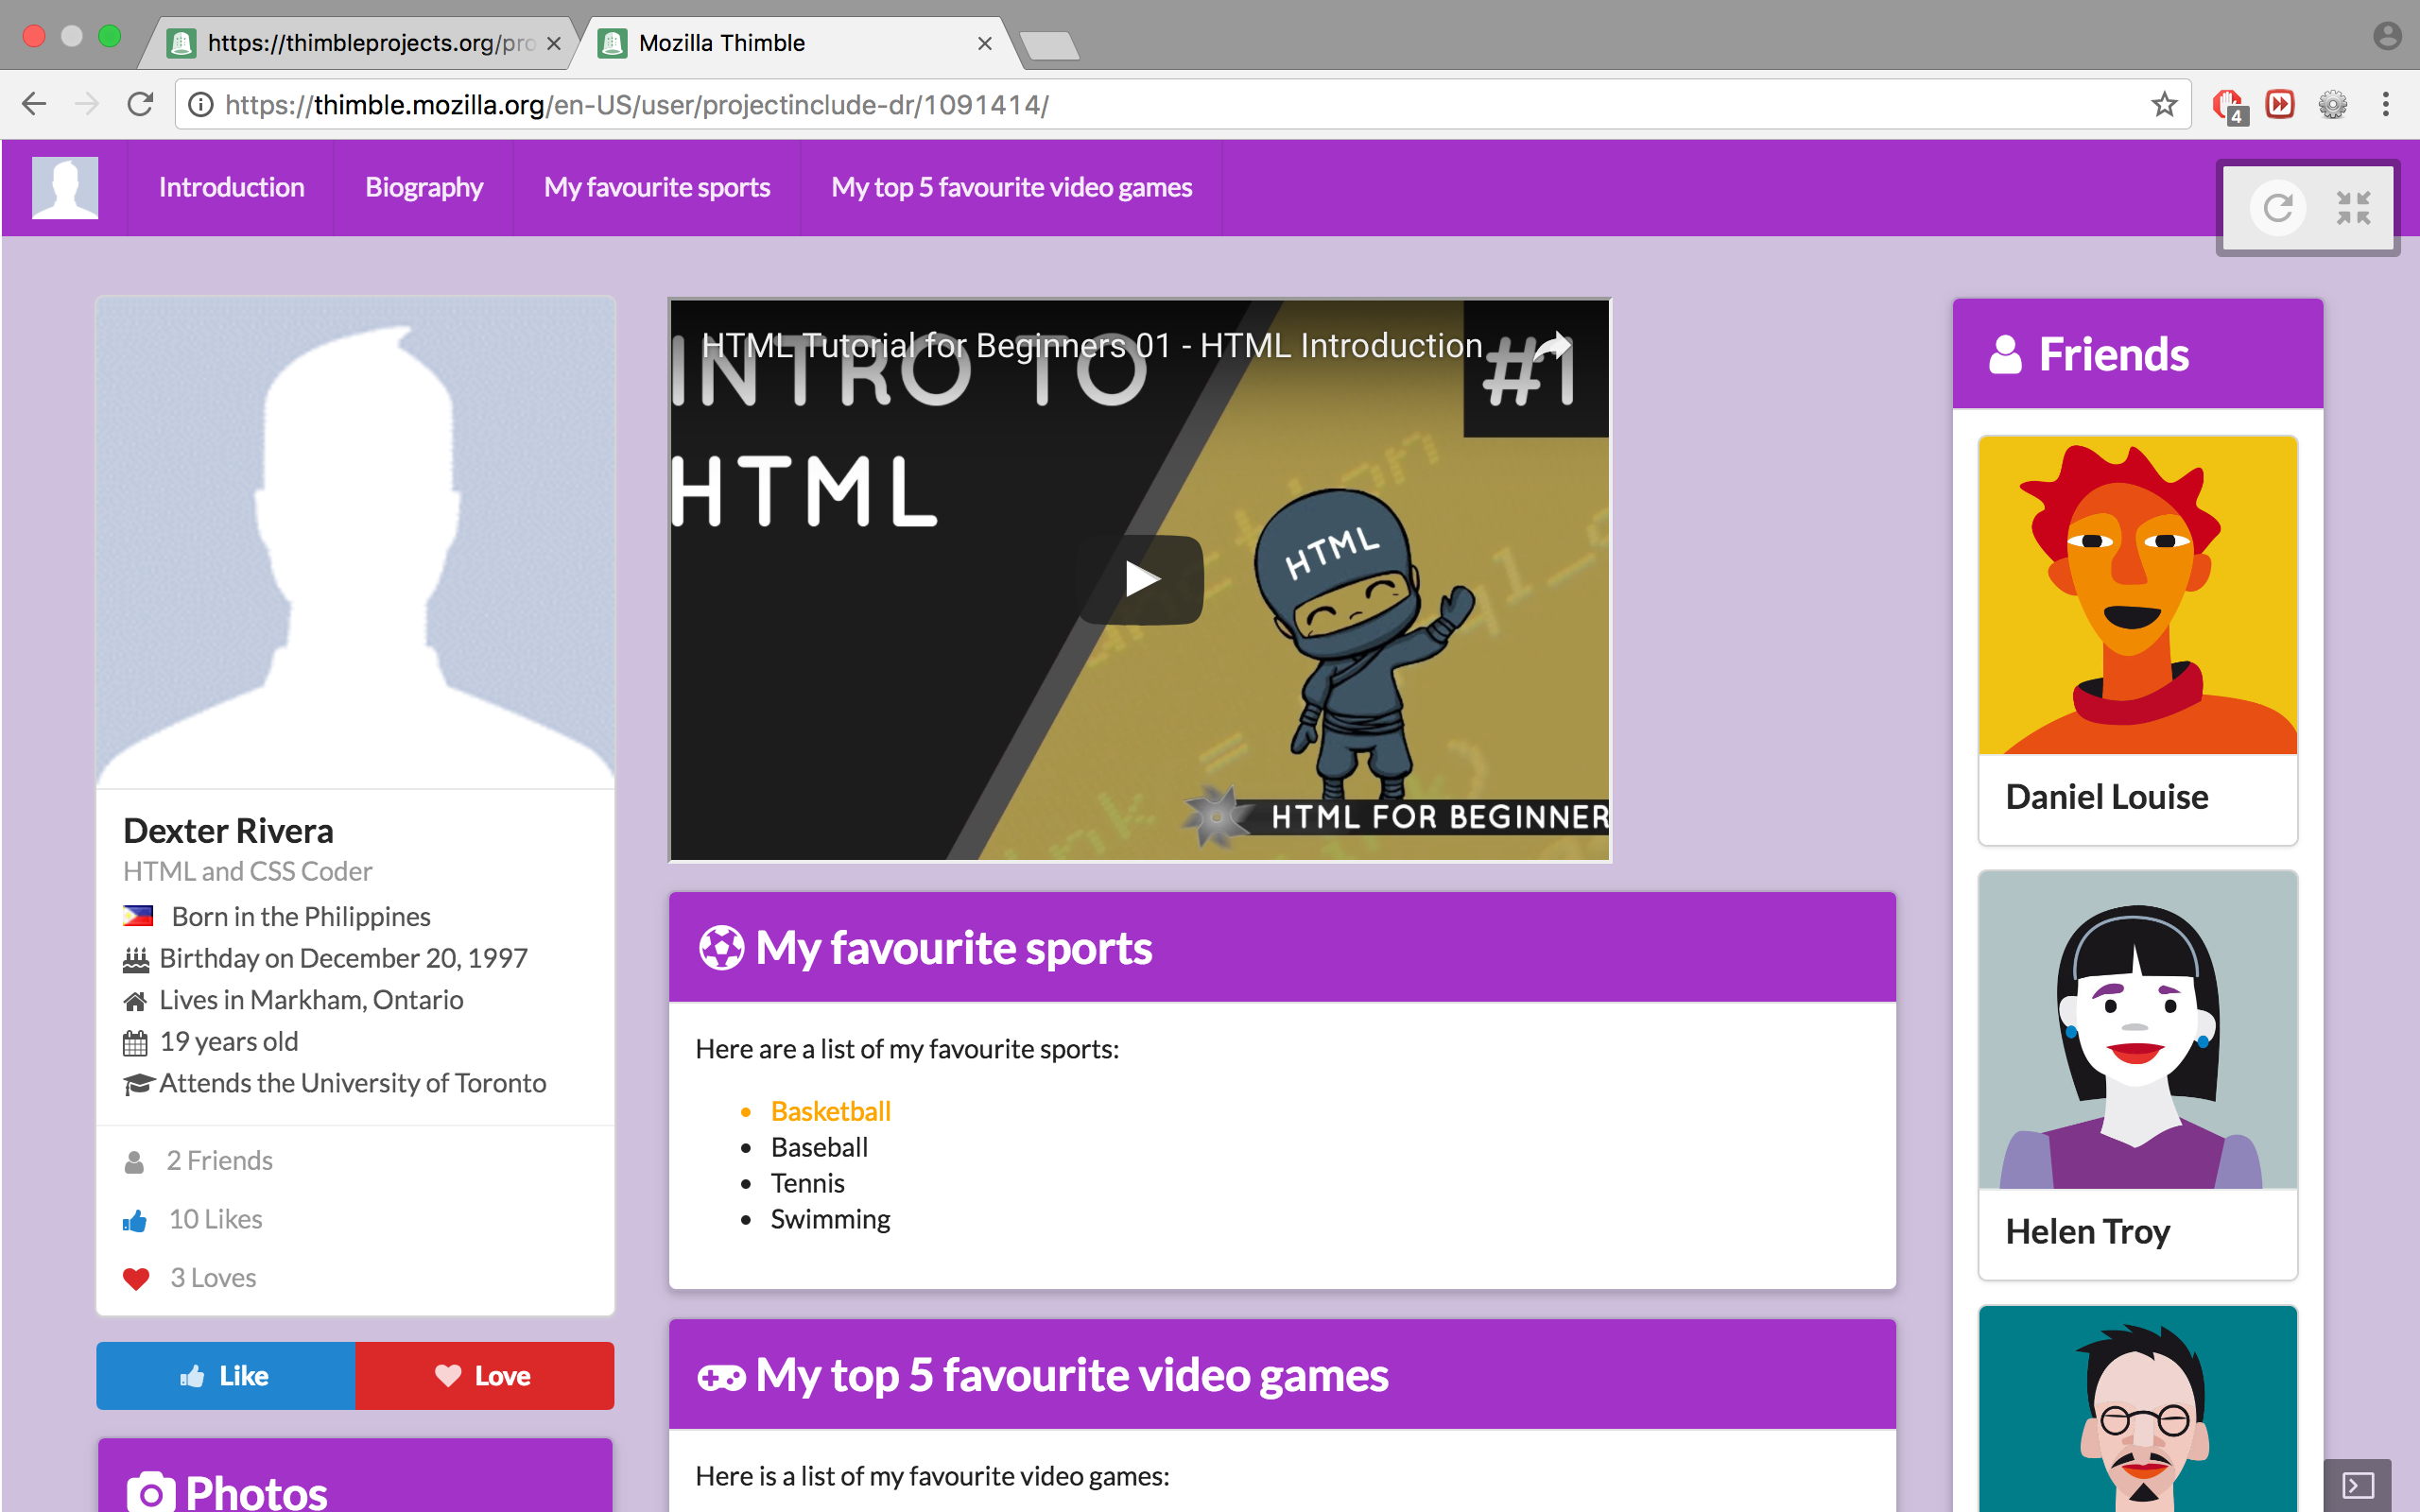 https://thimbleprojects.org/pro
Mozilla Thimble
https://thimble.mozilla.org/en-US/user/projectinclude-dr/1091414/
4
Introduction
Biography
My favourite sports
My top 5 favourite video games
Dexter Rivera
HTML and CSS Coder
Born in the Philippines
Birthday on December 20, 1997
Lives in Markham, Ontario
19 years old
Attends the University of Toronto
2 Friends
10 Likes
3 Loves
Like
Love
Photos
HTML Tutorial for Beginners 01 - HTML Introduction
INTRO TO
#1
HTML
HTML
HTML FOR BEGINNER
My favourite sports
Here are a list of my favourite sports:
Basketball
Baseball
Tennis
Swimming
My top 5 favourite video games
Here is a list of my favourite video games:
Friends
Daniel Louise
Helen Troy